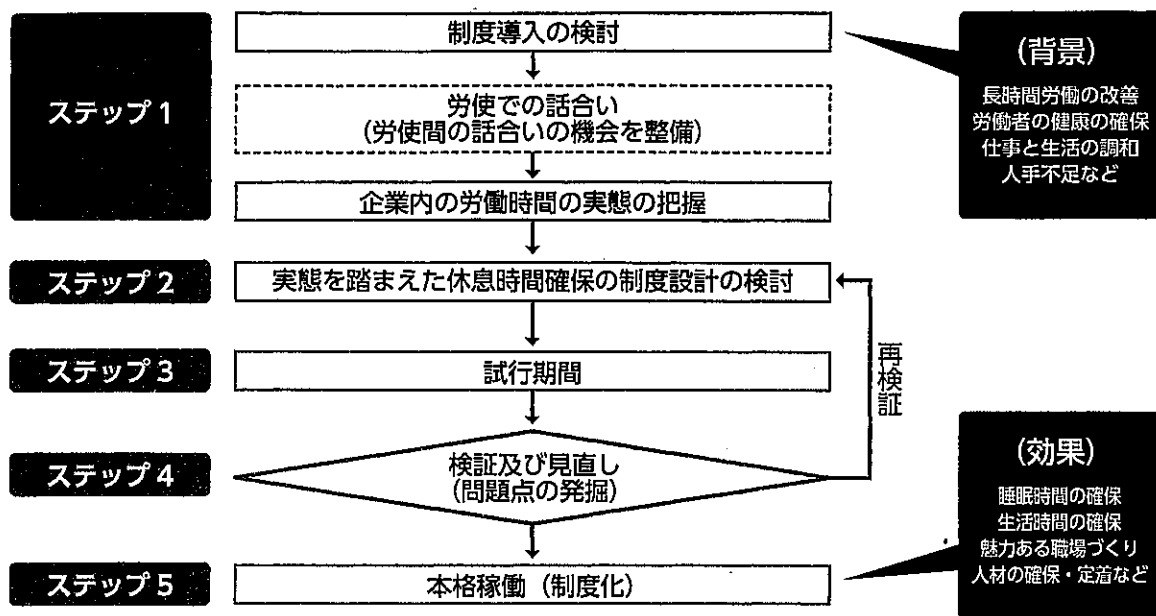 ステップ1
制度導入の検討
労使での話合い
（労使間の話合いの機会を整備）
企業内の労働時間の実態の把握
（背景）
長時間労働の改善
労働者の健康の確保
仕事と生活の調和
人手不足など
ステップ2
実態を踏まえた休息時間確保の制度設計の検討
ステップ3
試行期間
再検証
ステップ4
検証及び見直し
（問題点の発掘）
ステップ5
本格稼働（制度化）
（効果）
睡眠時間の確保
生活時間の確保
魅力ある職場づくり
人材の確保・定着など